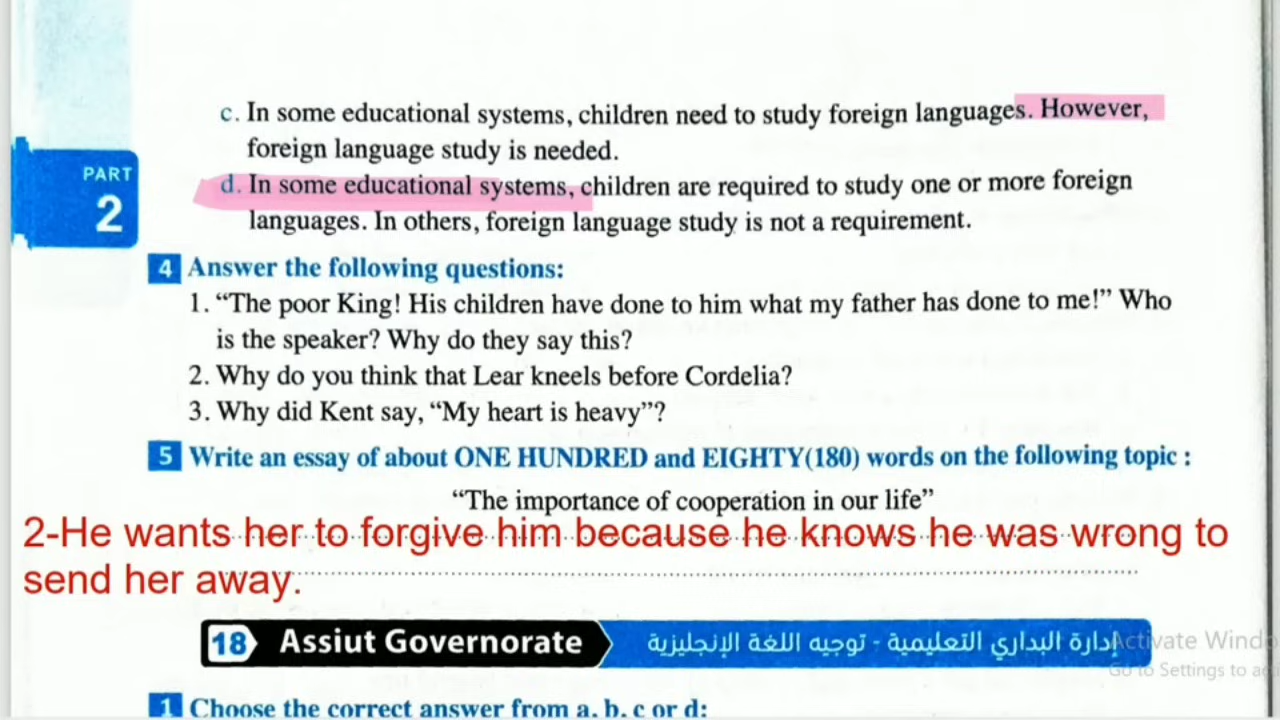 c. In some educational systems, children need to study foreign languages. However,
foreign language study is needed.
PART
2
d. In some educational systems, children are required to study one or more foreign
languages. In others, foreign language study is not a requirement.
4 Answer the following questions:
1. “The poor King! His children have done to him what my father has done to me!” Who
is the speaker? Why do they say this?
2. Why do you think that Lear kneels before Cordelia?
3. Why did Kent say, “My heart is heavy”?
5 Write an essay of about ONE HUNDRED and EIGHTY(180) words on the following topic :
“The importance of cooperation in our life”
2-He wants her to forgive him because he knows he was wrong to
send her away.
18 Assiut Governorate
إدارة البداري التعليمية - توجيه اللغة الإنجليزية
Activate Windo
Go to Settings to a
1 Choose the correct answer from a, b, c or d: